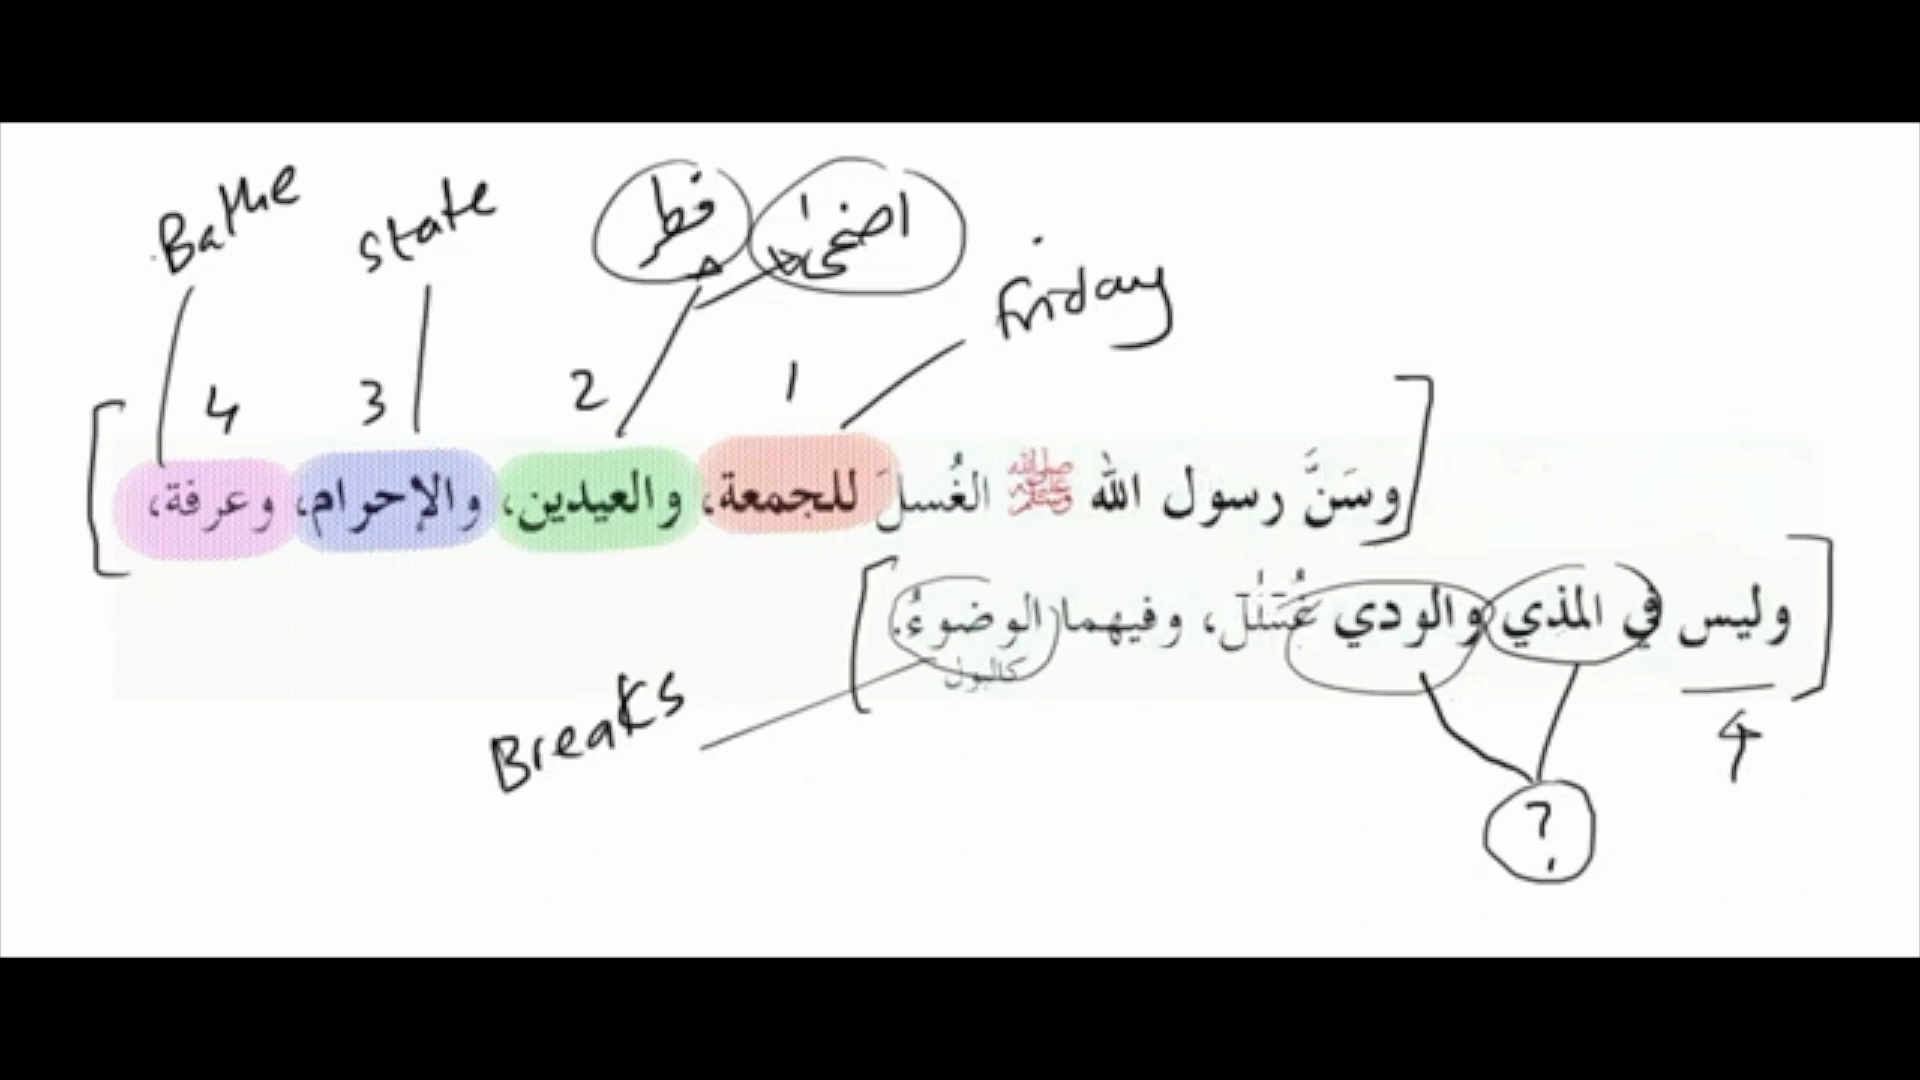 Bathe state فطر اضحى
Friday
4 3 2 1
وسَنَّ رسول الله ﷺ الغُسلَ للجمعة، والعيدين، والإحرام، وعرفة،
وليس في المذي والودي غُسْلٌ، وفيهما الوضوءُ.
كالبول
Breaks
4
?